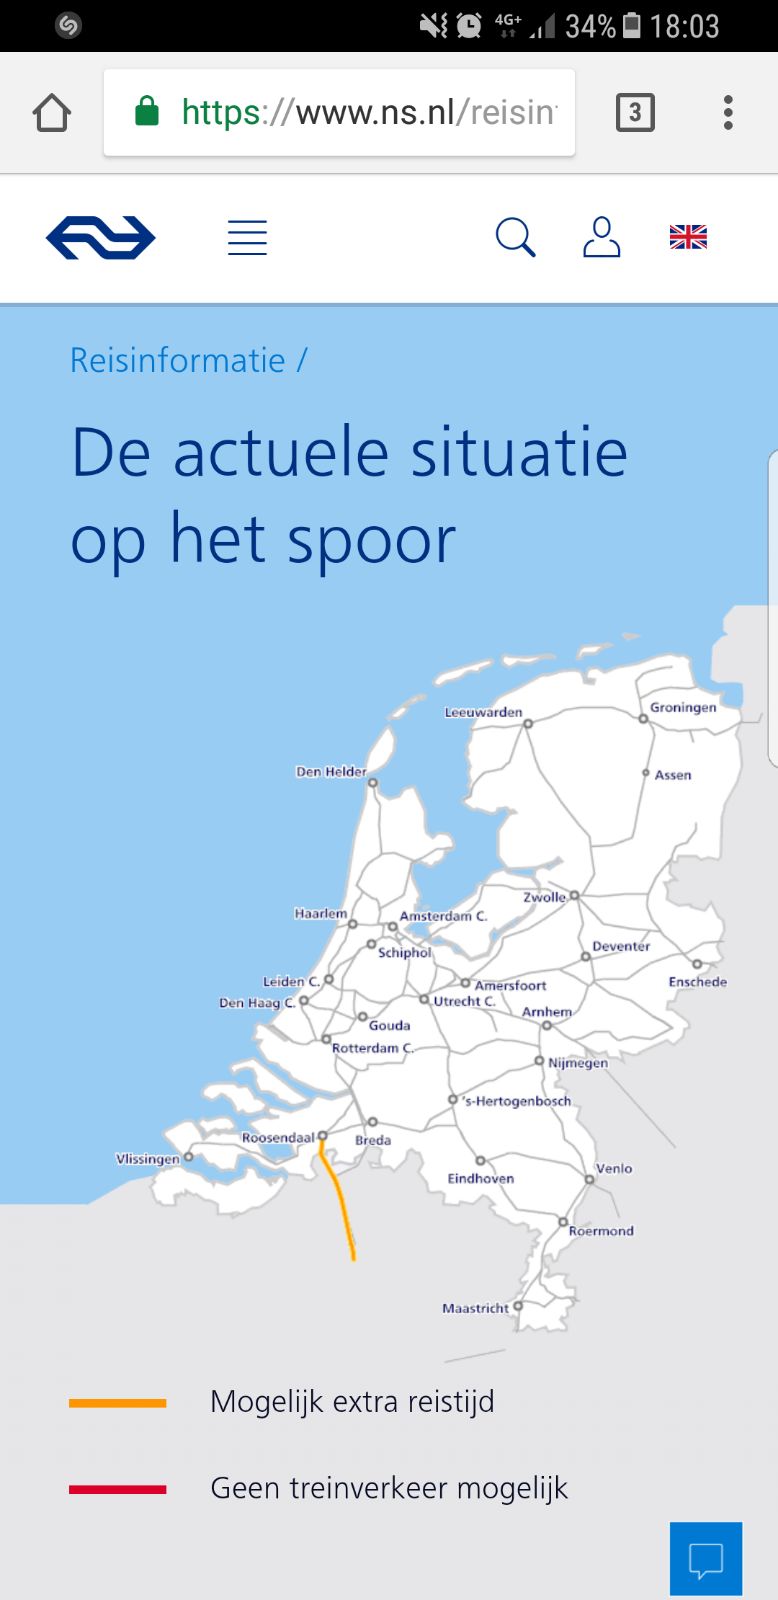 4G+ 34% 18:03
https://www.ns.nl/reisin
3
Reisinformatie /
De actuele situatie
op het spoor
Leeuwarden
Groningen
Den Helder
Assen
Zwolle
Haarlem
Amsterdam C.
Schiphol
Deventer
Leiden C.
Amersfoort
Enschede
Den Haag C.
Utrecht C.
Arnhem
Gouda
Rotterdam C.
Nijmegen
's-Hertogenbosch
Roosendaal
Breda
Vlissingen
Eindhoven
Venlo
Roermond
Maastricht
Mogelijk extra reistijd
Geen treinverkeer mogelijk